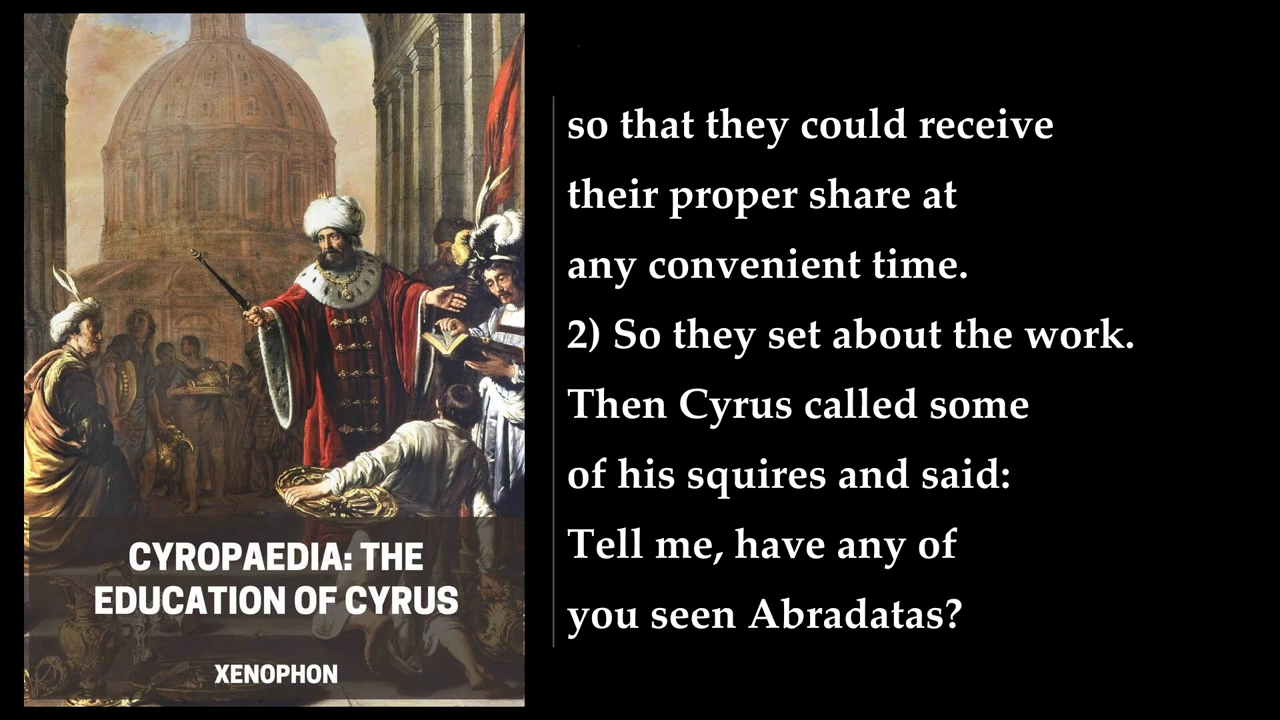 CYROPAEDIA: THE
EDUCATION OF CYRUS
XENOPHON
so that they could receive
their proper share at
any convenient time.
2) So they set about the work.
Then Cyrus called some
of his squires and said:
Tell me, have any of
you seen Abradatas?